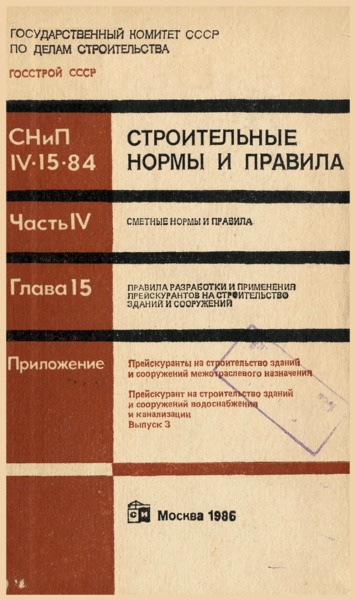 ГОСУДАРСТВЕННЫЙ КОМИТЕТ СССР
ПО ДЕЛАМ СТРОИТЕЛЬСТВА
ГОССТРОЙ СССР
СНиП
IV·15·84
СТРОИТЕЛЬНЫЕ
НОРМЫ И ПРАВИЛА
Часть IV
СМЕТНЫЕ НОРМЫ И ПРАВИЛА
Глава 15
ПРАВИЛА РАЗРАБОТКИ И ПРИМЕНЕНИЯ
ПРЕЙСКУРАНТОВ НА СТРОИТЕЛЬСТВО
ЗДАНИЙ И СООРУЖЕНИЙ
Приложение
Прейскуранты на строительство зданий
и сооружений межотраслевого назначения
Прейскурант на строительство зданий
и сооружений водоснабжения
и канализации
Выпуск 3
Москва 1986